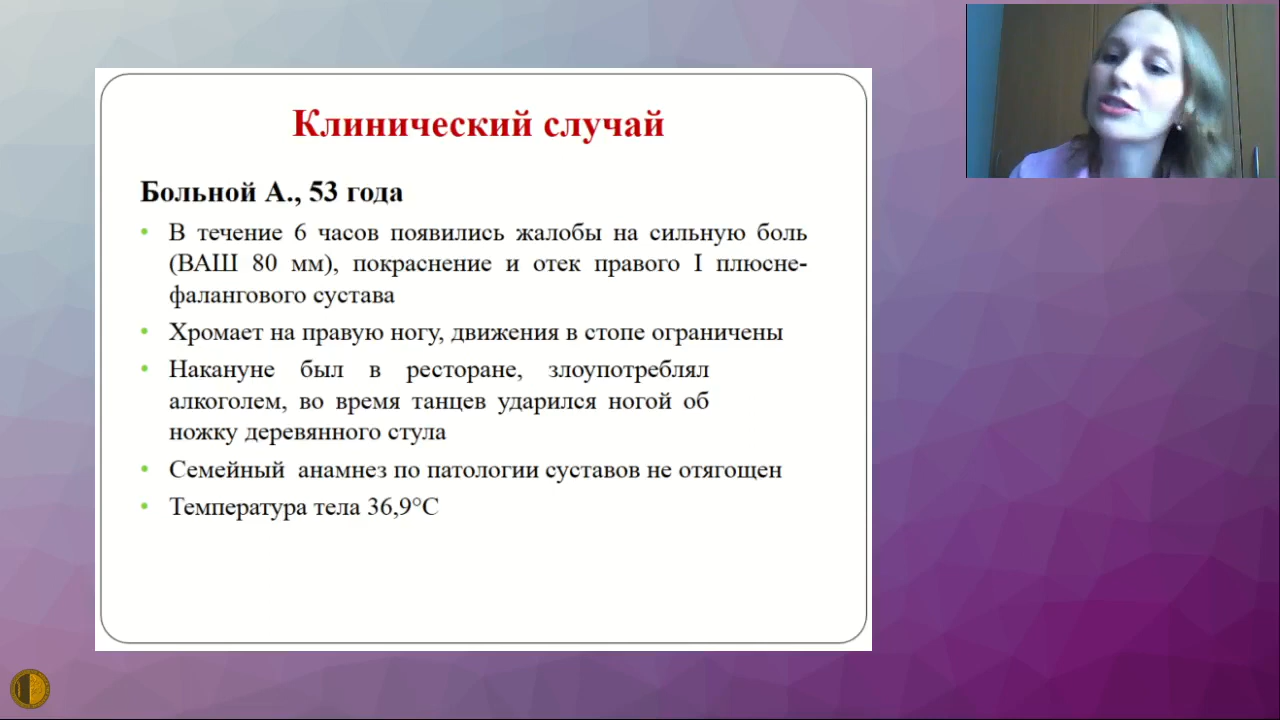 Клинический случай
Больной А., 53 года
• В течение 6 часов появились жалобы на сильную боль
(ВАШ 80 мм), покраснение и отек правого I плюсне-
фалангового сустава
• Хромает на правую ногу, движения в стопе ограничены
• Накануне был в ресторане, злоупотреблял
алкоголем, во время танцев ударился ногой об
ножку деревянного стула
• Семейный анамнез по патологии суставов не отягощен
• Температура тела 36,9°С